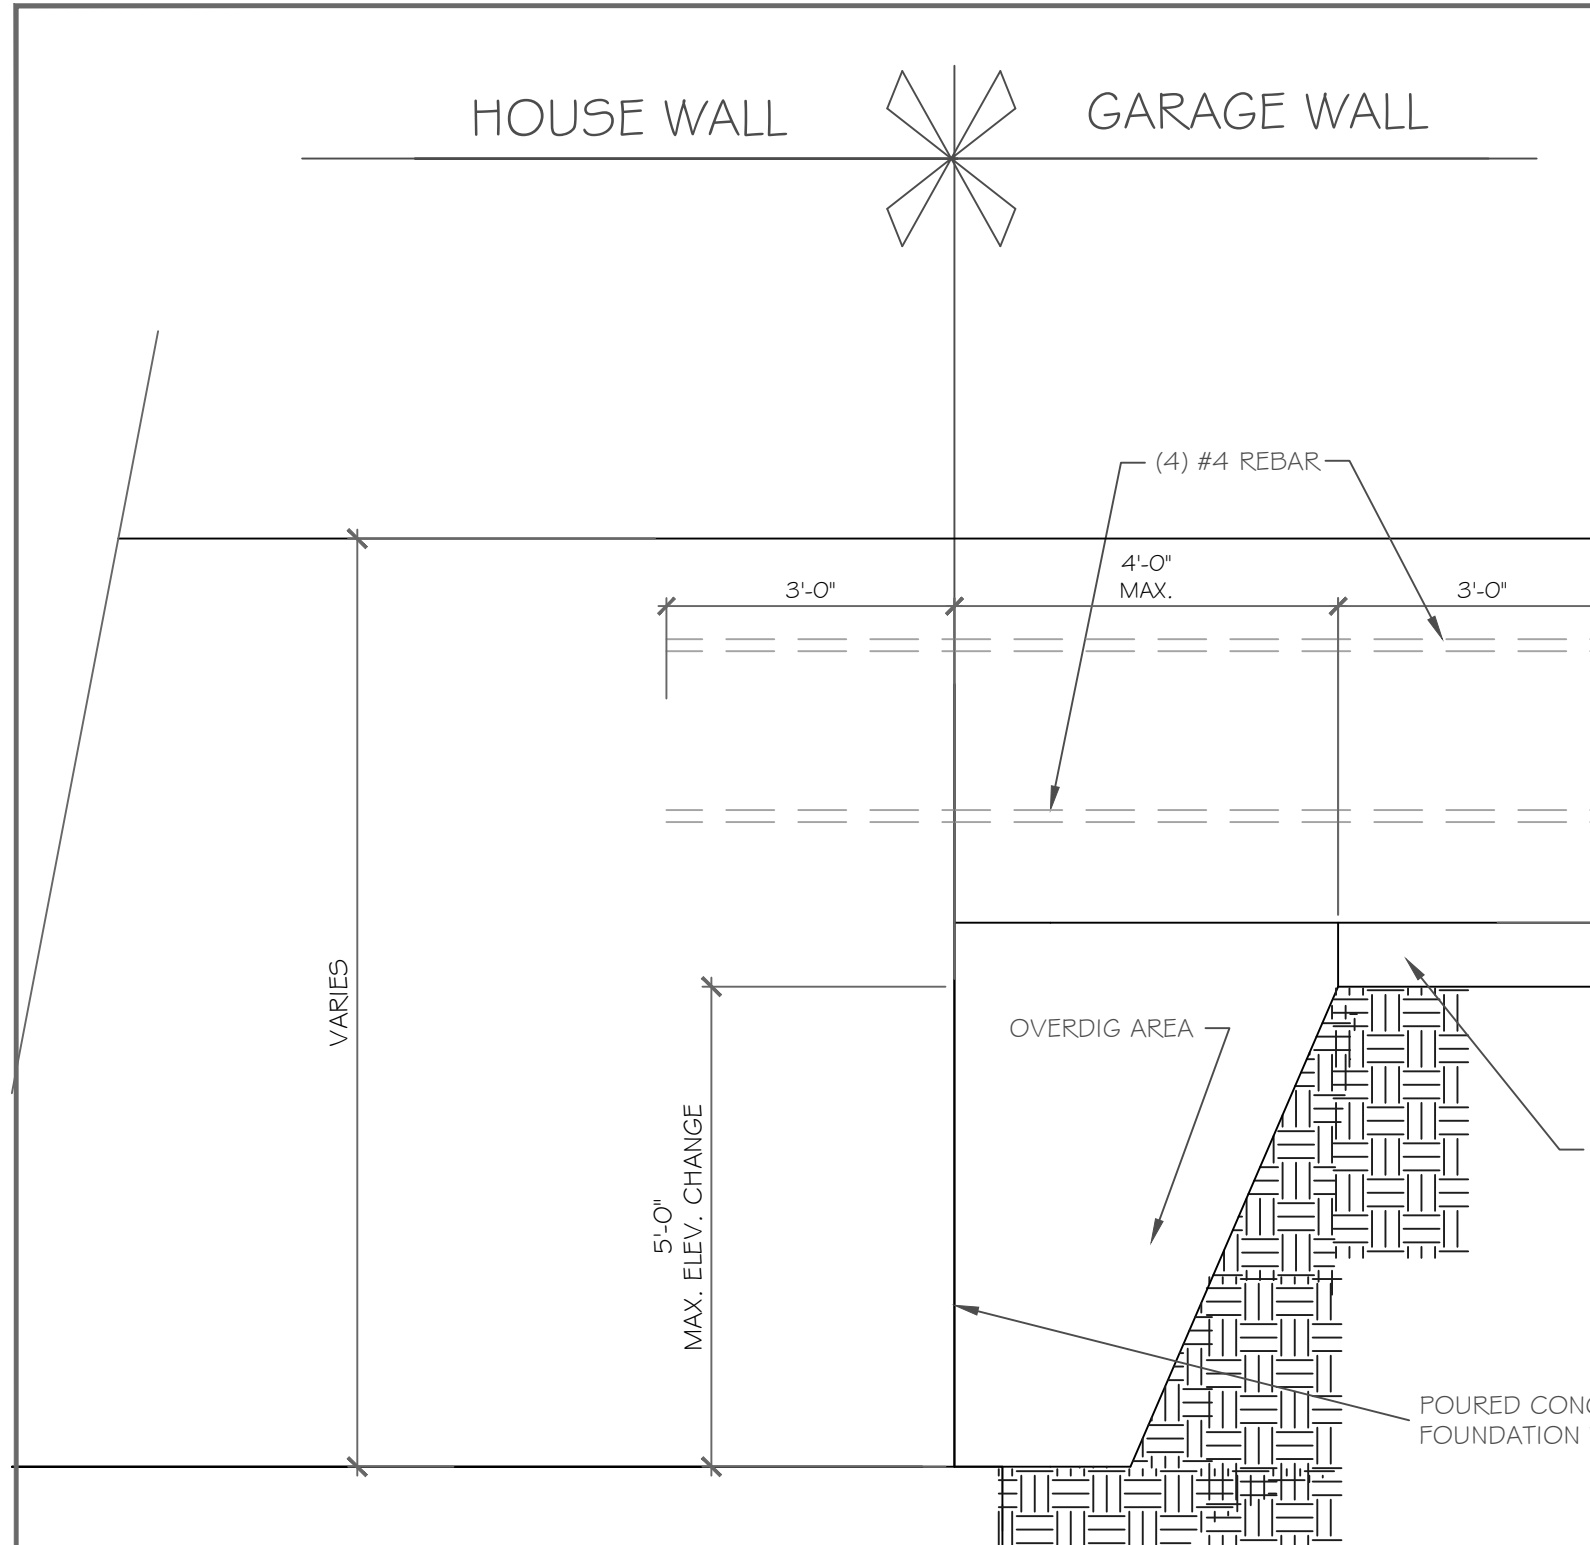 HOUSE WALL
GARAGE WALL
(4) #4 REBAR
3'-0"
4'-0"
MAX.
3'-0"
VARIES
5'-0"
MAX. ELEV. CHANGE
OVERDIG AREA
POURED CONC
FOUNDATION